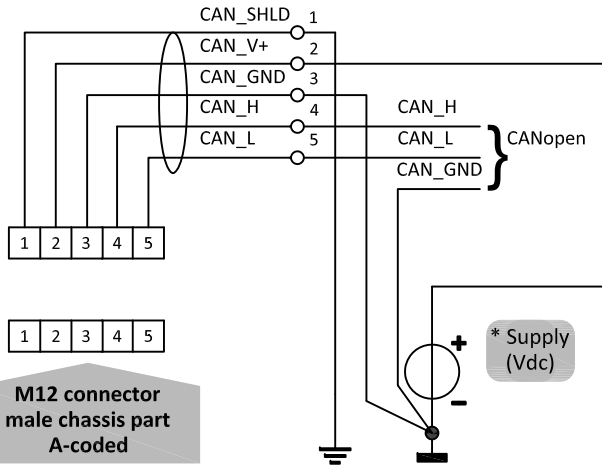 CAN_SHLD 1
CAN_V+ 2
CAN_GND 3
CAN_H 4
CAN_L 5
CAN_H
CAN_L
CAN_GND
CANopen
1 2 3 4 5
1 2 3 4 5
+
* Supply
(Vdc)
–
M12 connector
male chassis part
A-coded